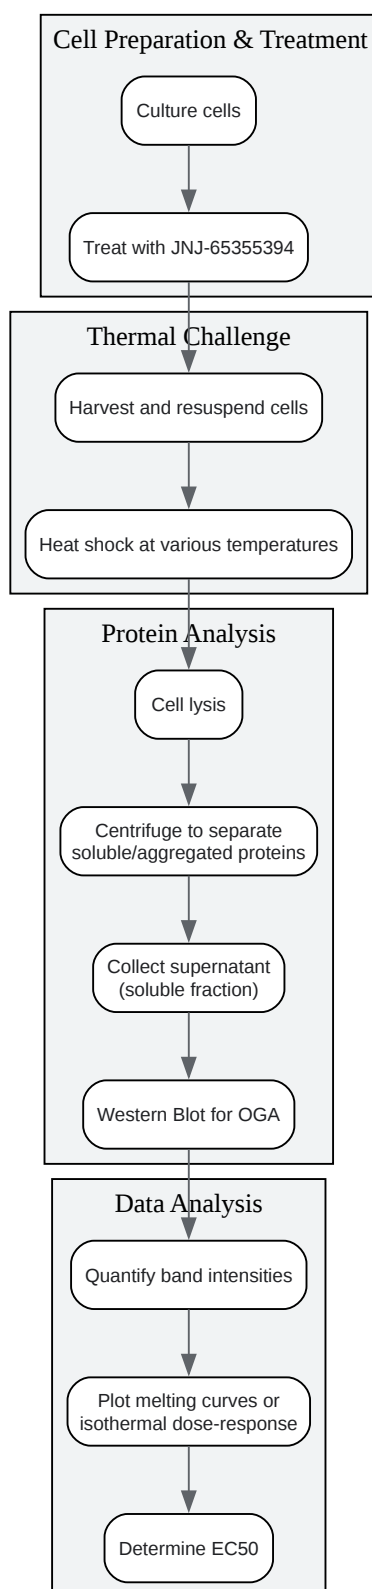 Cell Preparation & Treatment
Culture cells
Treat with JNJ-65355394
Thermal Challenge
Harvest and resuspend cells
Heat shock at various temperatures
Protein Analysis
Cell lysis
Centrifuge to separate
soluble/aggregated proteins
Collect supernatant
(soluble fraction)
Western Blot for OGA
Data Analysis
Quantify band intensities
Plot melting curves or
isothermal dose-response
Determine EC50